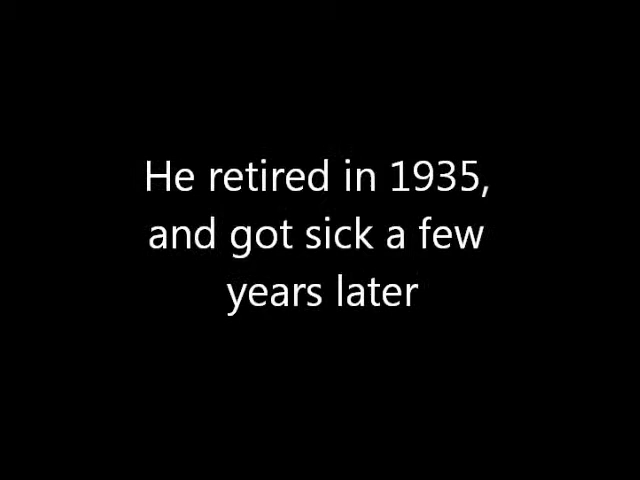 He retired in 1935,
and got sick a few
years later